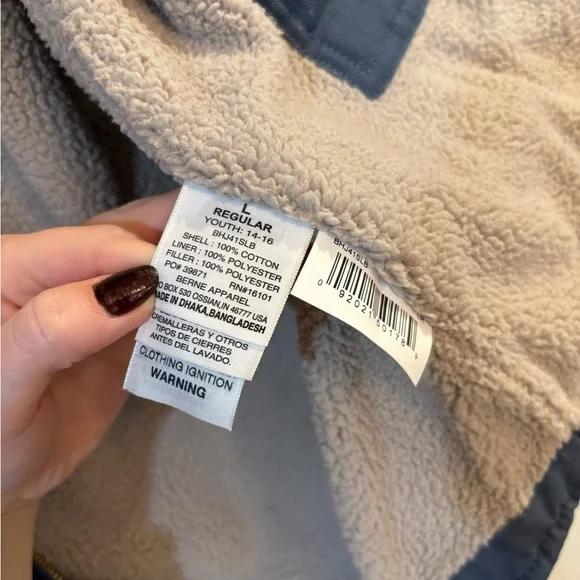 L
REGULAR
YOUTH: 14-16
BHJ41SLB
SHELL : 100% COTTON
LINER : 100% POLYESTER
FILLER : 100% POLYESTER
PO# 39871 RN#16101
BERNE APPAREL
BOX 530 OSSIAN, IN 46777 USA
MADE IN DHAKA,BANGLADESH
CREMALLERAS Y OTROS
TIPOS DE CIERRES
ANTES DEL LAVADO.
CLOTHING IGNITION
WARNING
BHJ41SLB